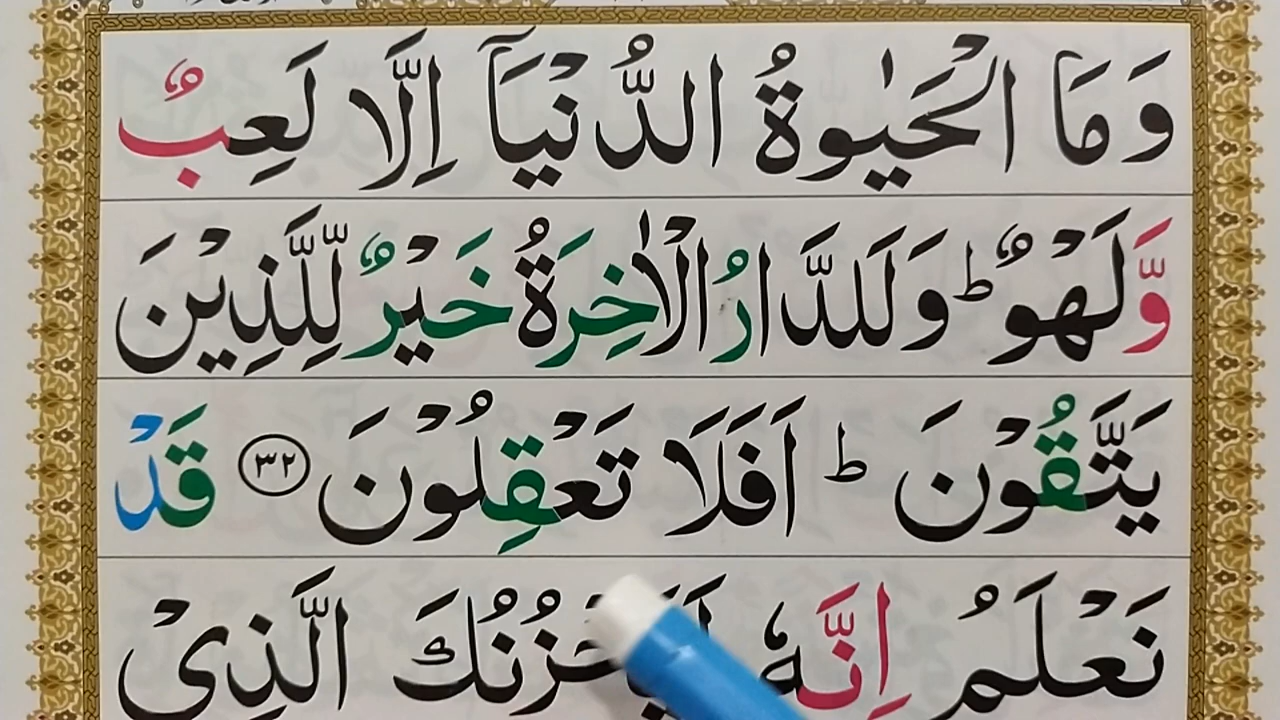 وَمَا الْحَيٰوةُ الدُّنْيَآ اِلَّا لَعِبٌ
وَّلَهْوٌ ؕ وَلَلدَّارُ الْاٰخِرَةُ خَيْرٌ لِّلَّذِيْنَ
يَتَّقُوْنَ ؕ اَفَلَا تَعْقِلُوْنَ ﴿٣٢﴾ قَدْ
نَعْلَمُ اِنَّهٗ الَّذِىْ